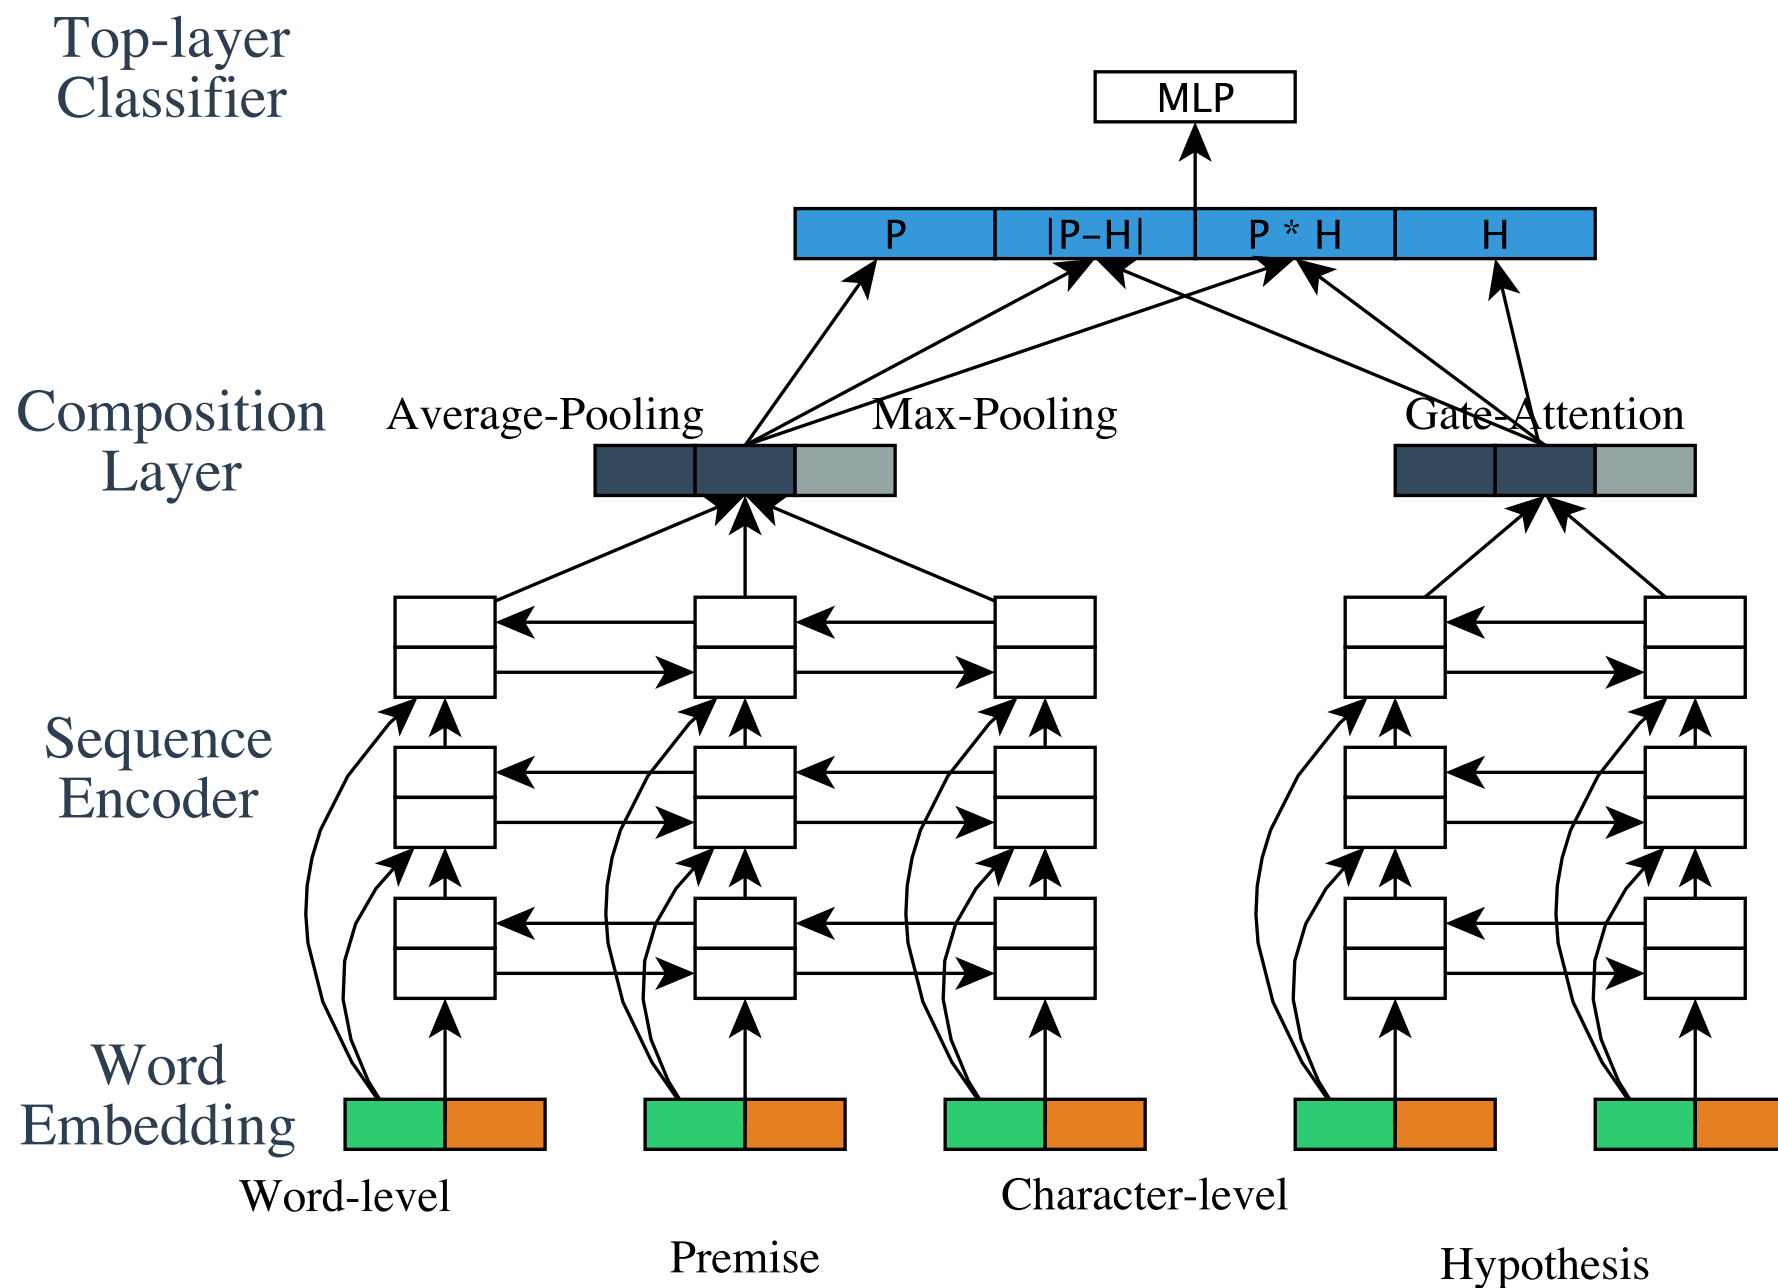 Top-layer
Classifier
MLP
P |P−H| P * H H
Composition
Layer
Average-Pooling Max-Pooling Gate-Attention
Sequence
Encoder
Word
Embedding
Word-level Character-level
Premise Hypothesis